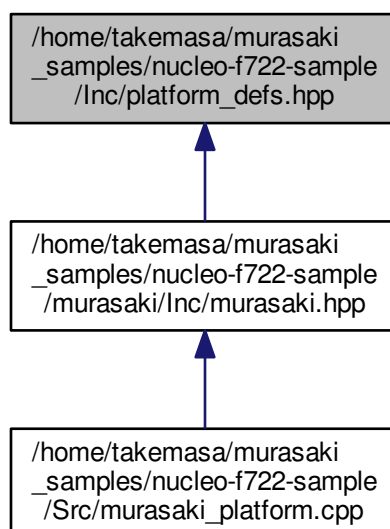 /home/takemasa/murasaki
_samples/nucleo-f722-sample
/Inc/platform_defs.hpp
/home/takemasa/murasaki
_samples/nucleo-f722-sample
/murasaki/Inc/murasaki.hpp
/home/takemasa/murasaki
_samples/nucleo-f722-sample
/Src/murasaki_platform.cpp